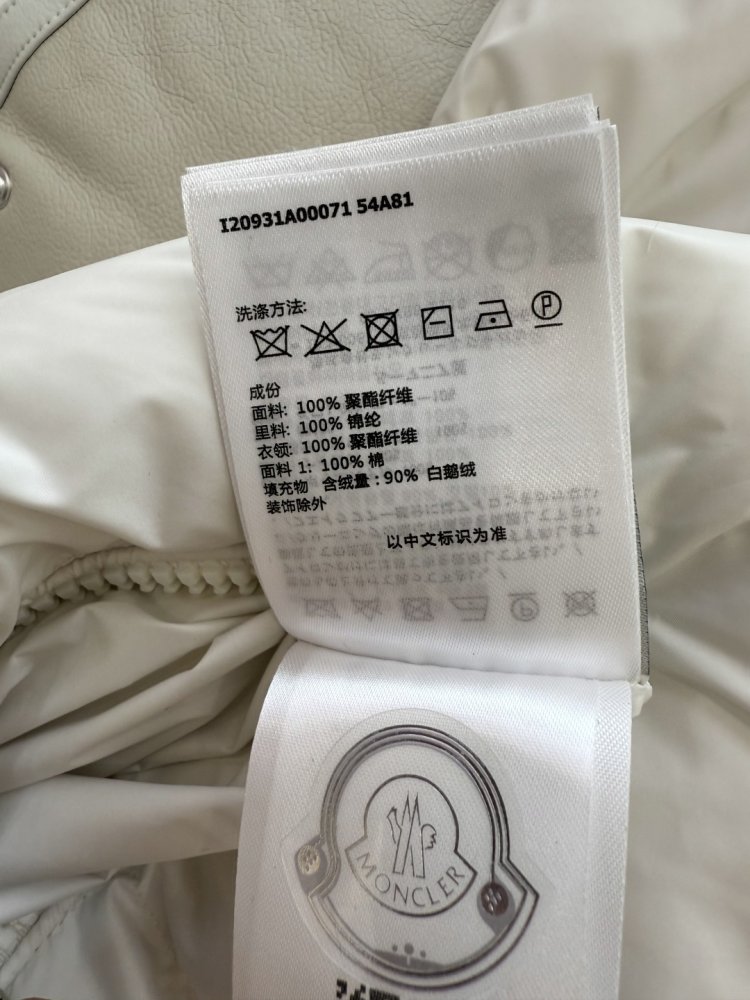 I20931A00071 54A81
洗涤方法:
P
成份
面料: 100% 聚酯纤维
里料: 100% 锦纶
衣领: 100% 聚酯纤维
面料 1: 100% 棉
填充物 含绒量 : 90% 白鹅绒
装饰除外
以中文标识为准
MONCLER